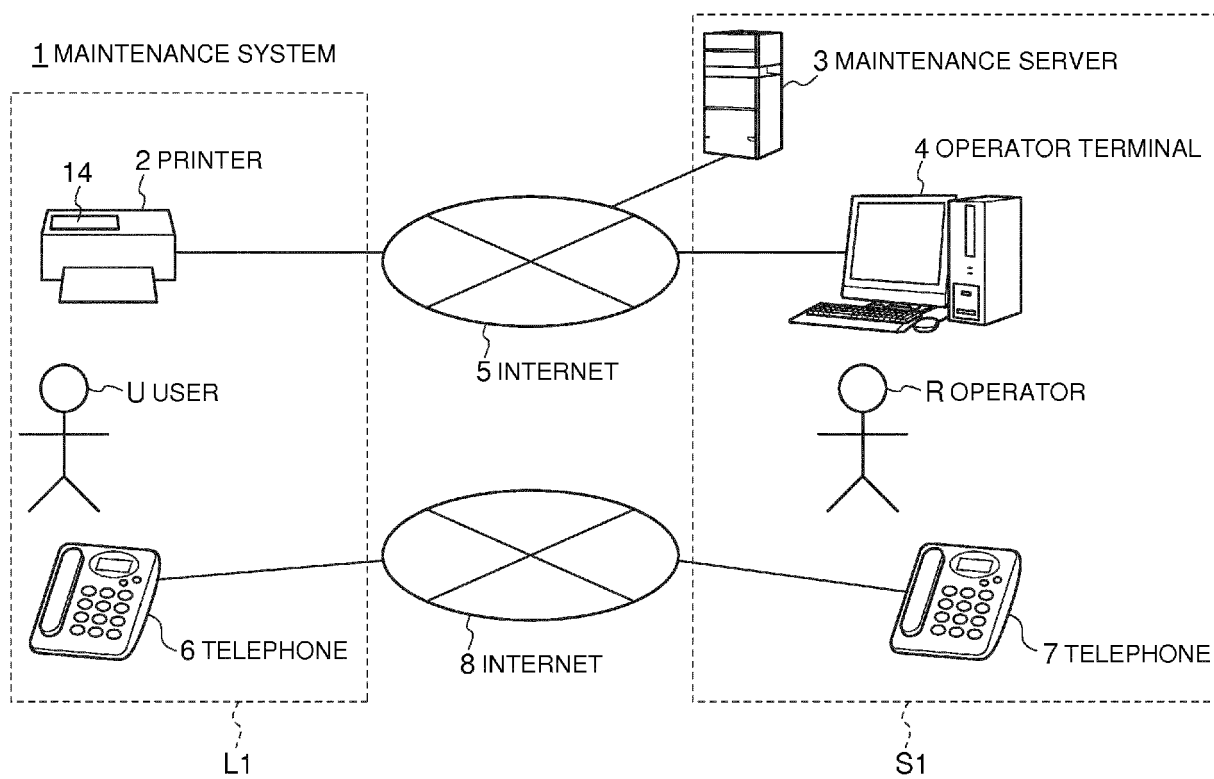 1 MAINTENANCE SYSTEM
3 MAINTENANCE SERVER
2 PRINTER
14
4 OPERATOR TERMINAL
5 INTERNET
U USER
R OPERATOR
6 TELEPHONE
8 INTERNET
7 TELEPHONE
L1
S1